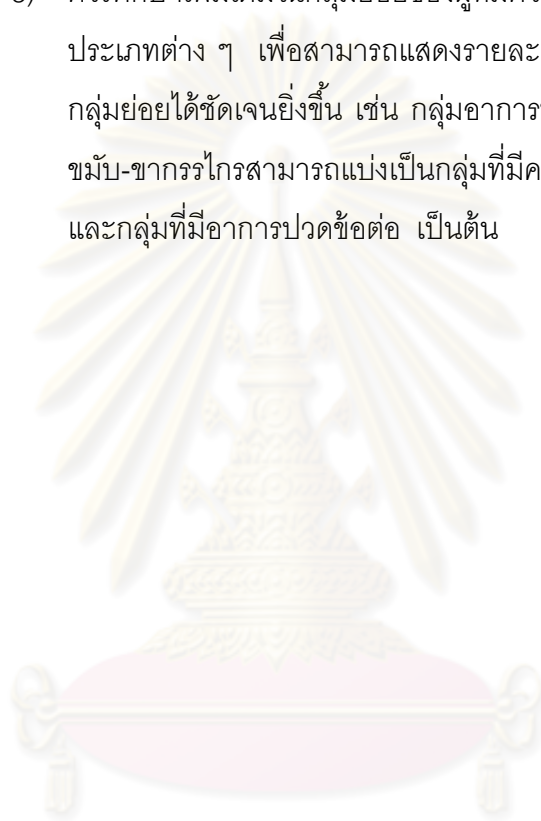 ประเภทต่าง ๆ เพื่อสามารถแสดงรายละ
กลุ่มย่อยได้ชัดเจนยิ่งขึ้น เช่น กลุ่มอาการ
ขมับ-ขากรรไกรสามารถแบ่งเป็นกลุ่มที่มีค
และกลุ่มที่มีอาการปวดข้อต่อ เป็นต้น